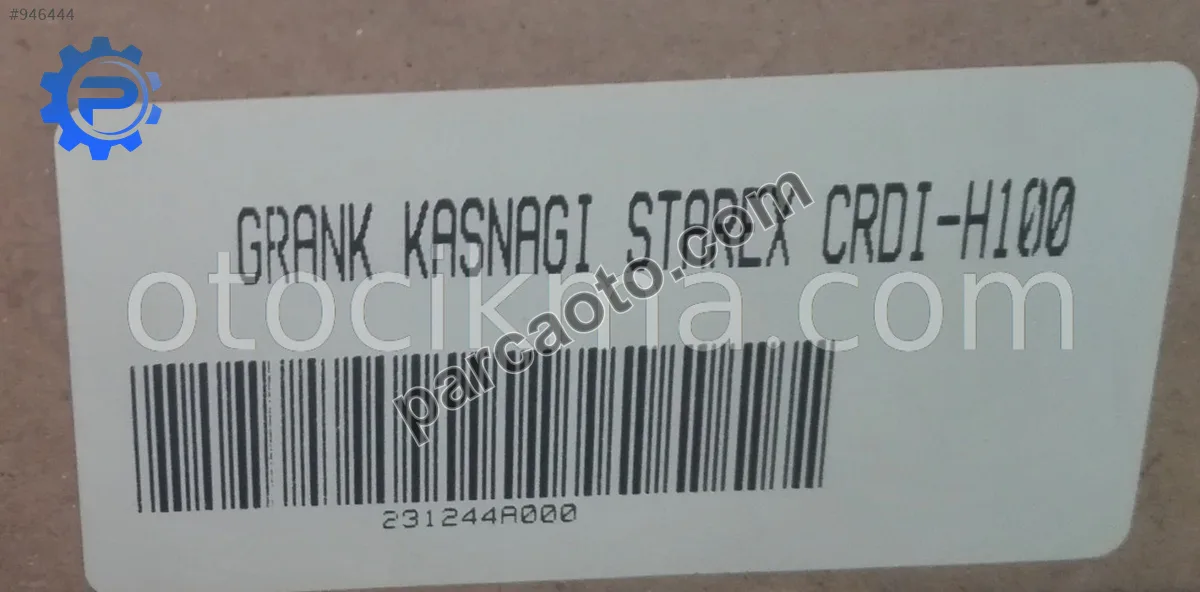 #946444
P
GRANK KASNAGI STAREX CRDI-H100
otocikma.com
parcaoto.com
231244A000